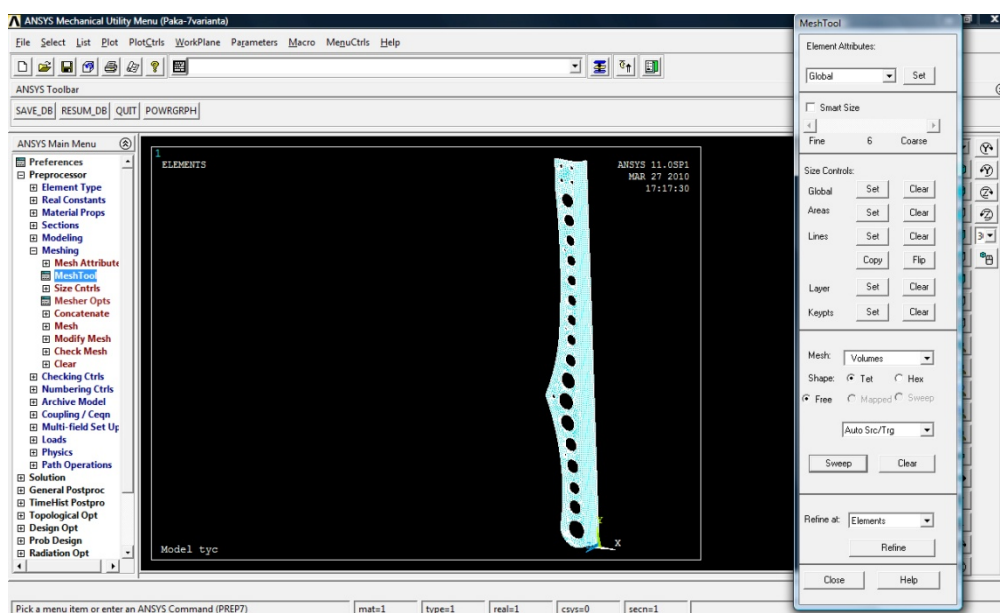 ANSYS Mechanical Utility Menu (Paka-7varianta)
File Select List Plot PlotCtrls WorkPlane Parameters Macro MenuCtrls Help
ANSYS Toolbar
SAVE_DB RESUM_DB QUIT POWRGRPH
ANSYS Main Menu
Preferences
Preprocessor
Element Type
Real Constants
Material Props
Sections
Modeling
Meshing
Mesh Attribute
MeshTool
Size Cntrls
Mesher Opts
Concatenate
Mesh
Modify Mesh
Check Mesh
Clear
Checking Ctrls
Numbering Ctrls
Archive Model
Coupling / Ceqn
Multi-field Set Up
Loads
Physics
Path Operations
Solution
General Postproc
TimeHist Postpro
Topological Opt
Design Opt
Prob Design
Radiation Opt
1
ELEMENTS
ANSYS 11.0SP1
MAR 27 2010
17:17:30
X
Model tyc
MeshTool
Element Attributes:
Global Set
Smart Size
Fine 6 Coarse
Size Controls:
Global Set Clear
Areas Set Clear
Lines Set Clear
Copy Flip
Layer Set Clear
Keypts Set Clear
Mesh: Volumes
Shape: Tet Hex
Free Mapped Sweep
Auto Src/Trg
Sweep Clear
Refine at: Elements
Refine
Close Help
Pick a menu item or enter an ANSYS Command (PREP7) mat=1 type=1 real=1 csys=0 secn=1